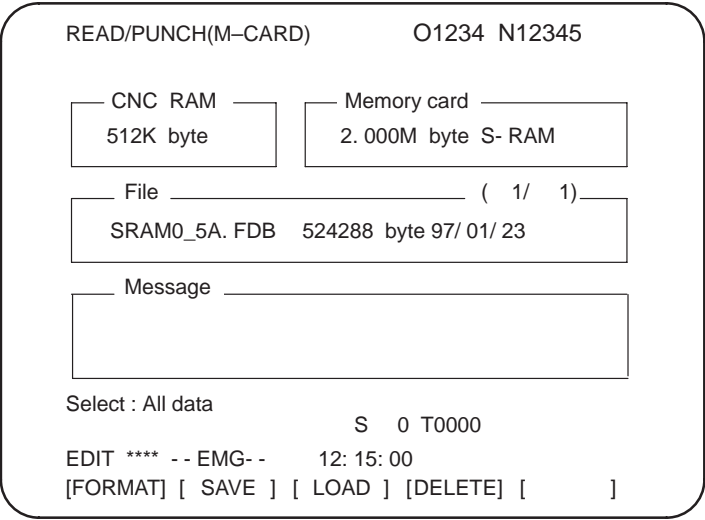 READ/PUNCH(M–CARD) O1234 N12345
CNC RAM Memory card
512K byte 2. 000M byte S- RAM
File ( 1/ 1)
SRAM0_5A. FDB 524288 byte 97/ 01/ 23
Message
Select : All data
S 0 T0000
EDIT **** - - EMG- - 12: 15: 00
[FORMAT] [ SAVE ] [ LOAD ] [DELETE] [ ]